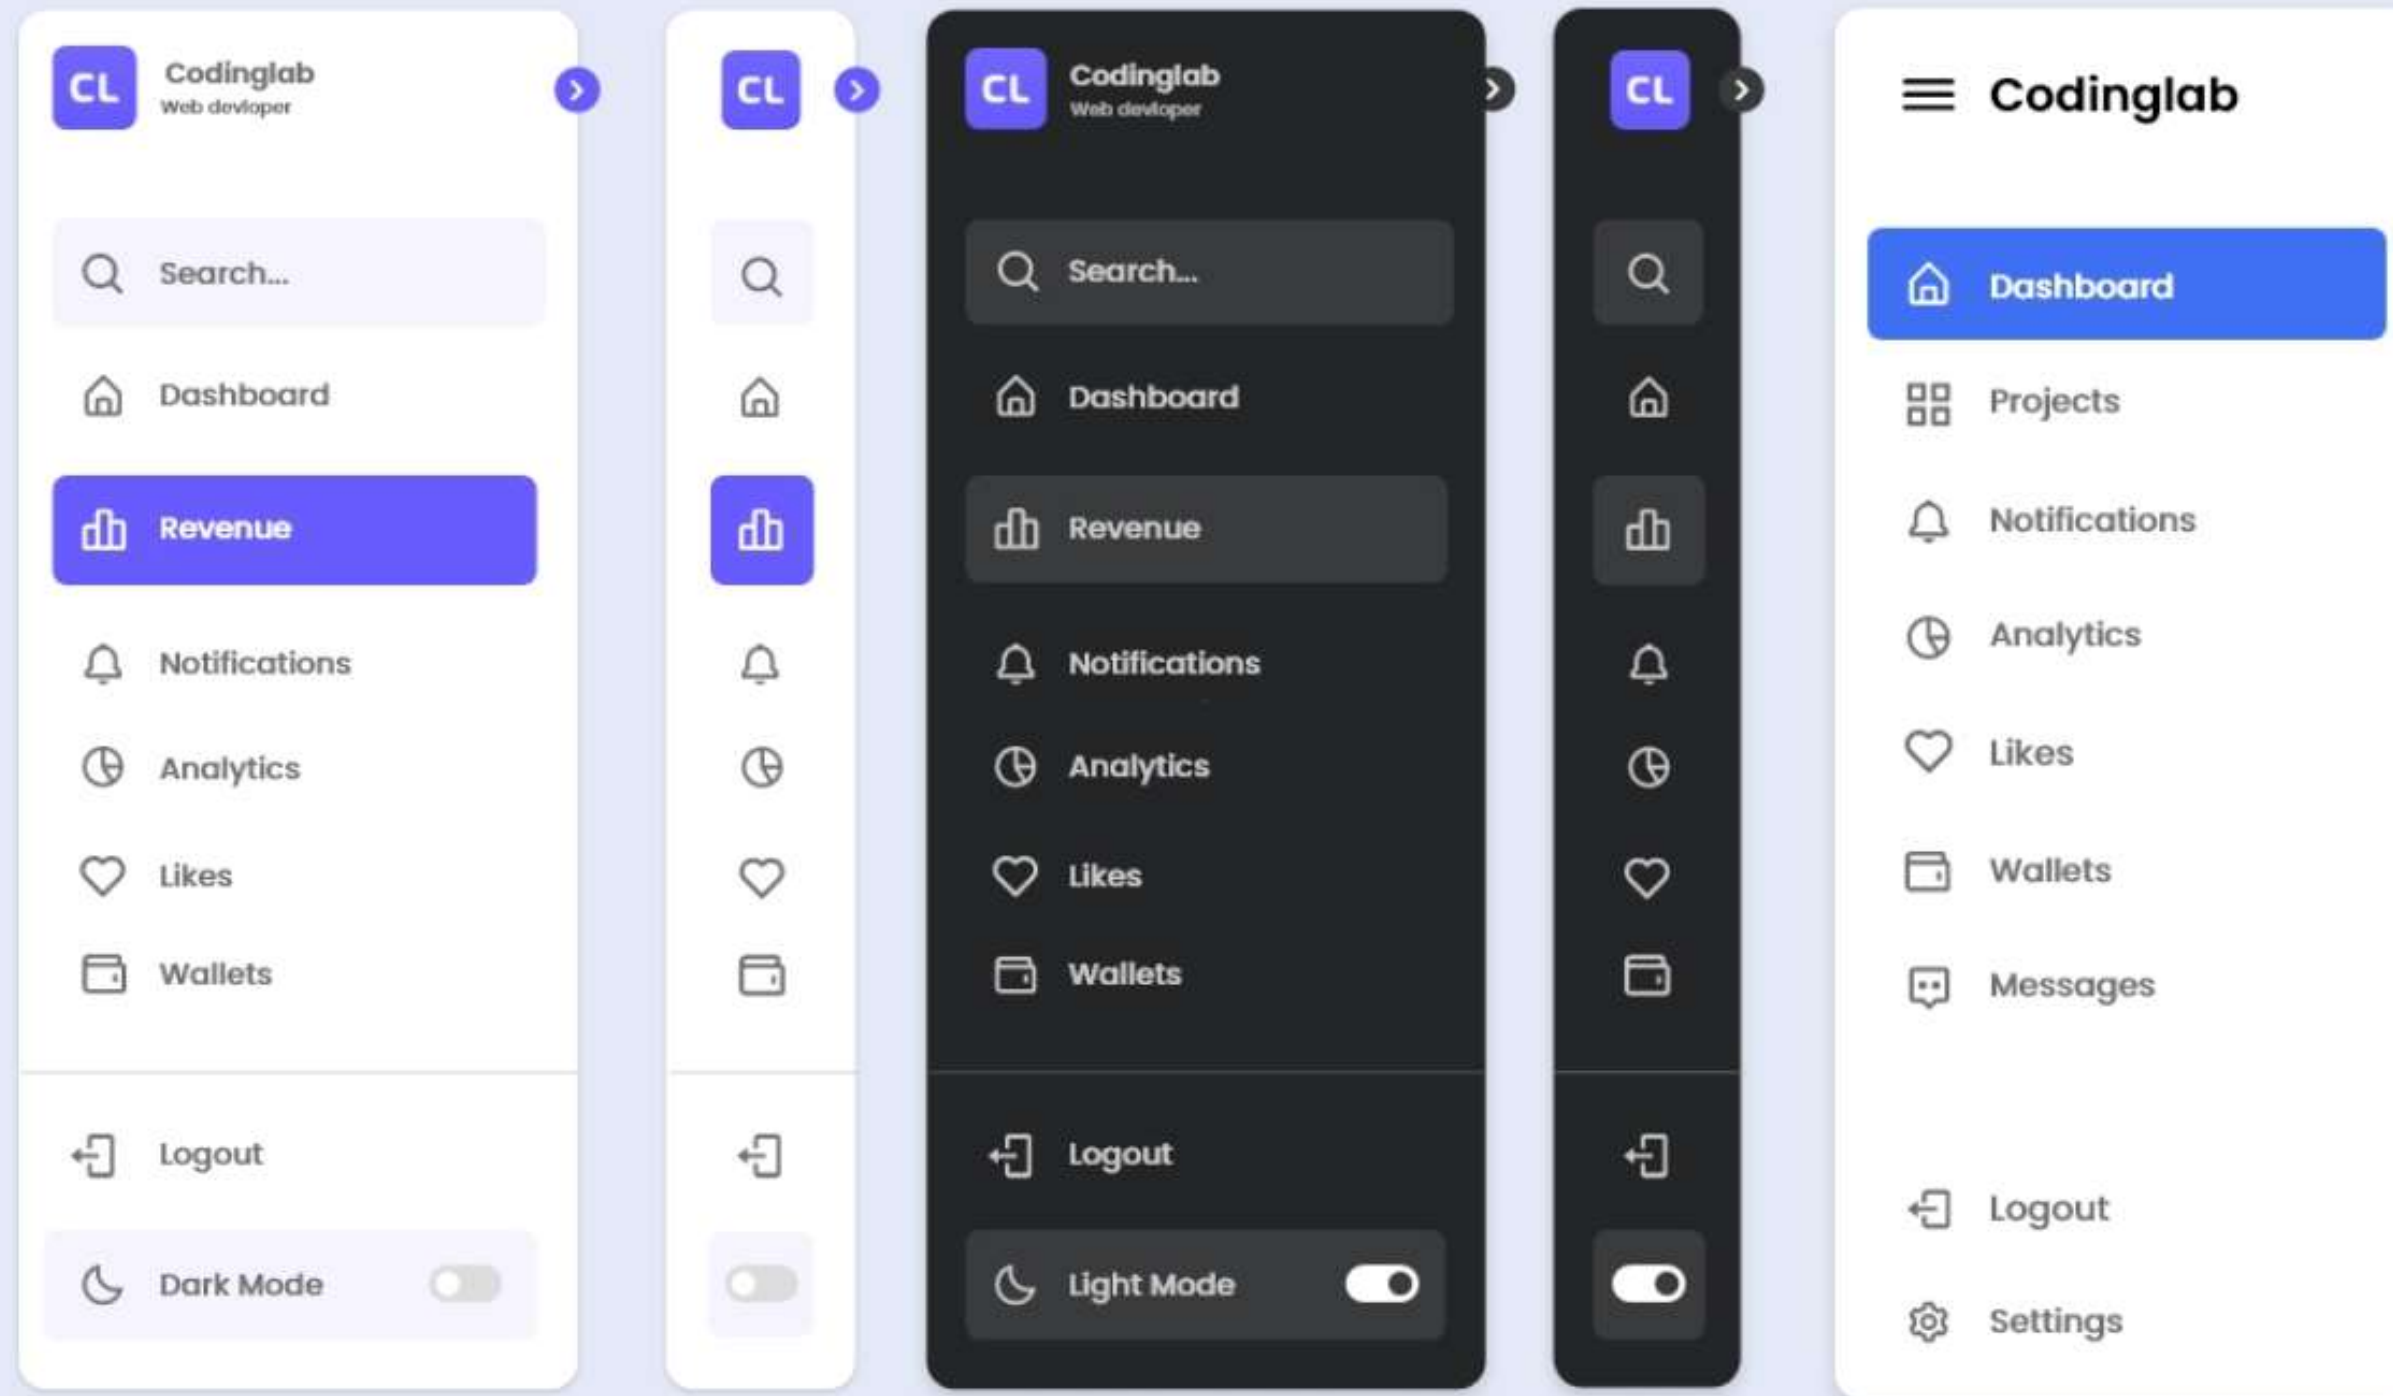 CL
Codinglab
Web devloper
Search...
Dashboard
Revenue
Notifications
Analytics
Likes
Wallets
Logout
Dark Mode
CL
CL
Codinglab
Web devloper
Search...
Dashboard
Revenue
Notifications
Analytics
Likes
Wallets
Logout
Light Mode
CL
Codinglab
Dashboard
Projects
Notifications
Analytics
Likes
Wallets
Messages
Logout
Settings